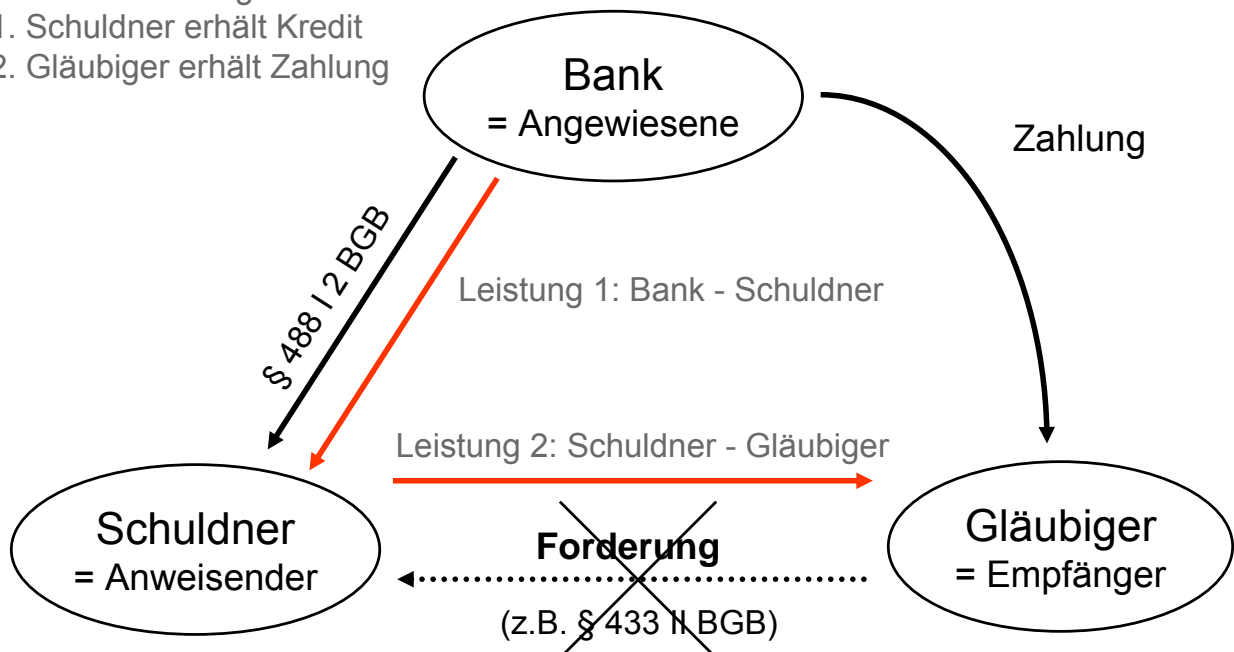 1. Schuldner erhält Kredit
2. Gläubiger erhält Zahlung
Bank
= Angewiesene
Zahlung
§ 488 I 2 BGB
Leistung 1: Bank - Schuldner
Leistung 2: Schuldner - Gläubiger
Schuldner
= Anweisender
Forderung
(z.B. § 433 II BGB)
Gläubiger
= Empfänger